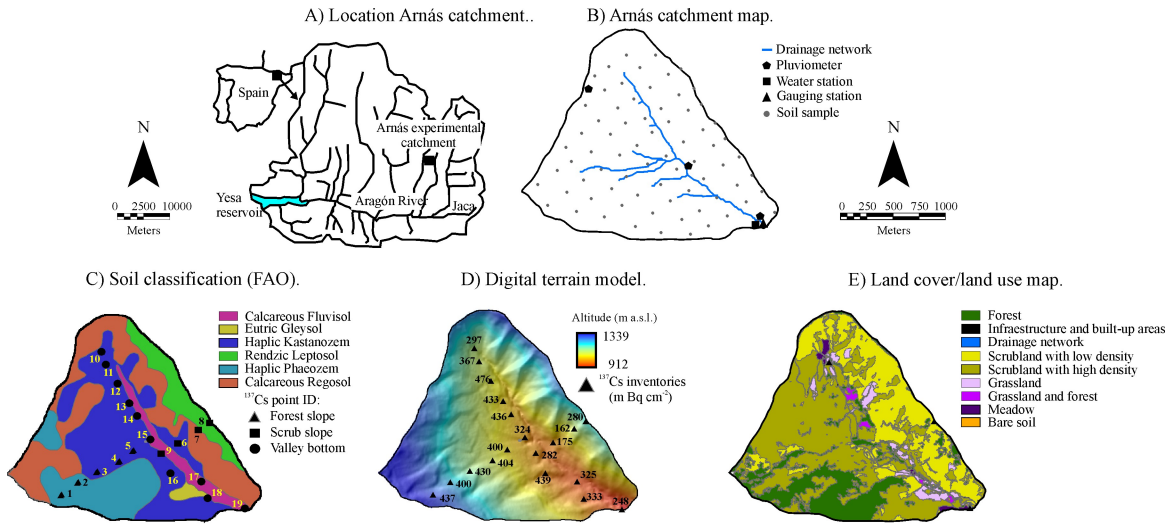 A) Location Arnás catchment..
B) Arnás catchment map.
Spain
Arnás experimental
catchment
Yesa
reservoir
Aragón River
Jaca
N
0 5000 10000
Meters
Drainage network
Pluviometer
Weater station
Gauging station
Soil sample
N
0 250 500 750 1000
Meters
C) Soil classification (FAO).
Calcareous Fluvisol
Eutric Gleysol
Haplic Kastanozem
Rendzic Leptosol
Haplic Phaeozem
Calcareous Regosol
137Cs point ID:
Forest slope
Scrub slope
Valley bottom
10
11
12
13
14
15
8
7
6
5
9
4
3
2
1
16
17
18
19
D) Digital terrain model.
Altitude (m a.s.l.)
1339
912
137Cs inventories
(m Bq cm-2)
297
367
476
433
436
280
162
324
175
400
282
404
430
439
325
400
437
333
248
E) Land cover/land use map.
Forest
Infraestructure and built-up areas
Drainage network
Scrubland with low density
Scrubland with high density
Grassland
Grassland and forest
Meadow
Bare soil